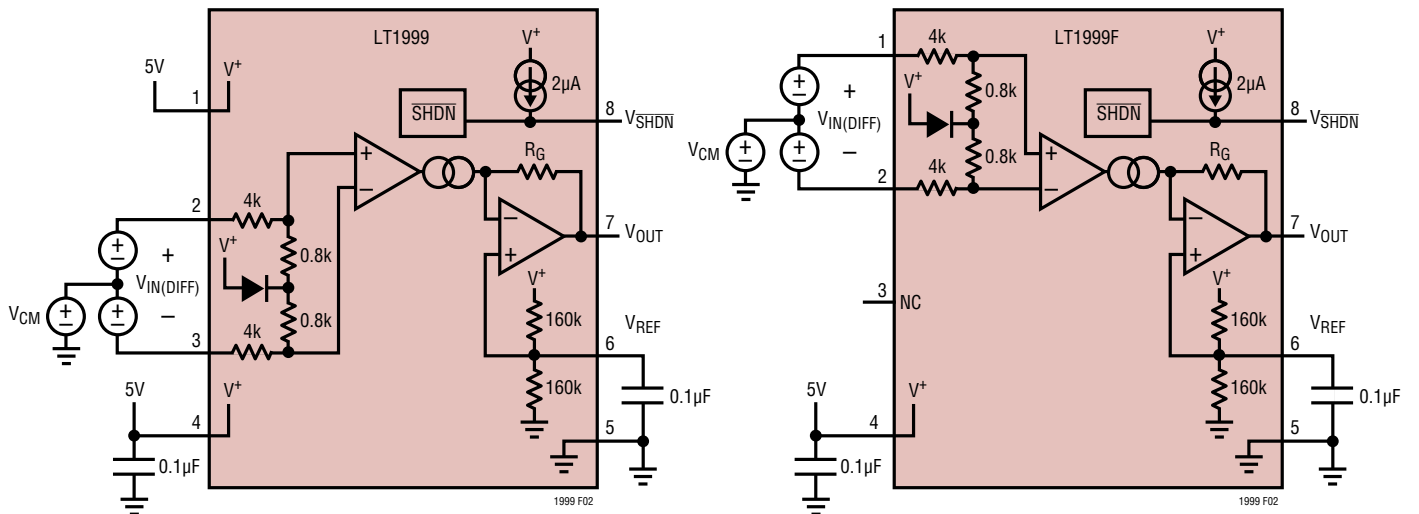 LT1999
V+
2µA
5V
V+
1
SHDN
8
VSHDN
RG
+
−
2
4k
V+
0.8k
−
+
7
VOUT
+
VIN(DIFF)
−
VCM
0.8k
V+
160k
VREF
3
4k
6
160k
0.1µF
5V
V+
4
5
0.1µF
1999 F02
LT1999F
V+
2µA
1
4k
V+
0.8k
SHDN
8
VSHDN
+
VIN(DIFF)
−
VCM
0.8k
RG
2
4k
+
−
−
+
7
VOUT
V+
3
NC
160k
VREF
6
160k
0.1µF
5V
V+
4
5
0.1µF
1999 F02